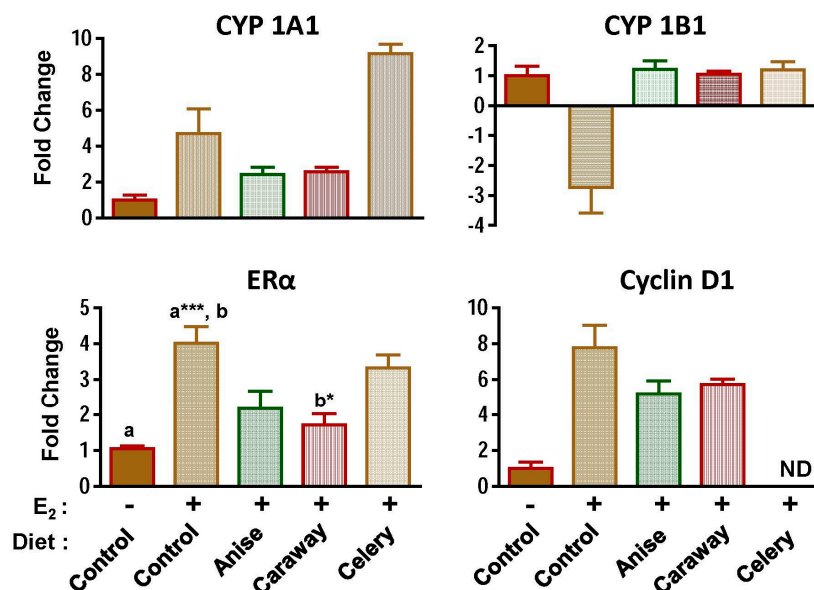 CYP 1A1
CYP 1B1
Fold Change
10
8
6
4
2
0
2
1
0
-1
-2
-3
-4
ERα
Cyclin D1
Fold Change
5
4
3
2
1
0
a
a***, b
b*
10
8
6
4
2
0
ND
E₂ : - + + + + - + + + +
Diet : Control Control Anise Caraway Celery Control Control Anise Caraway Celery